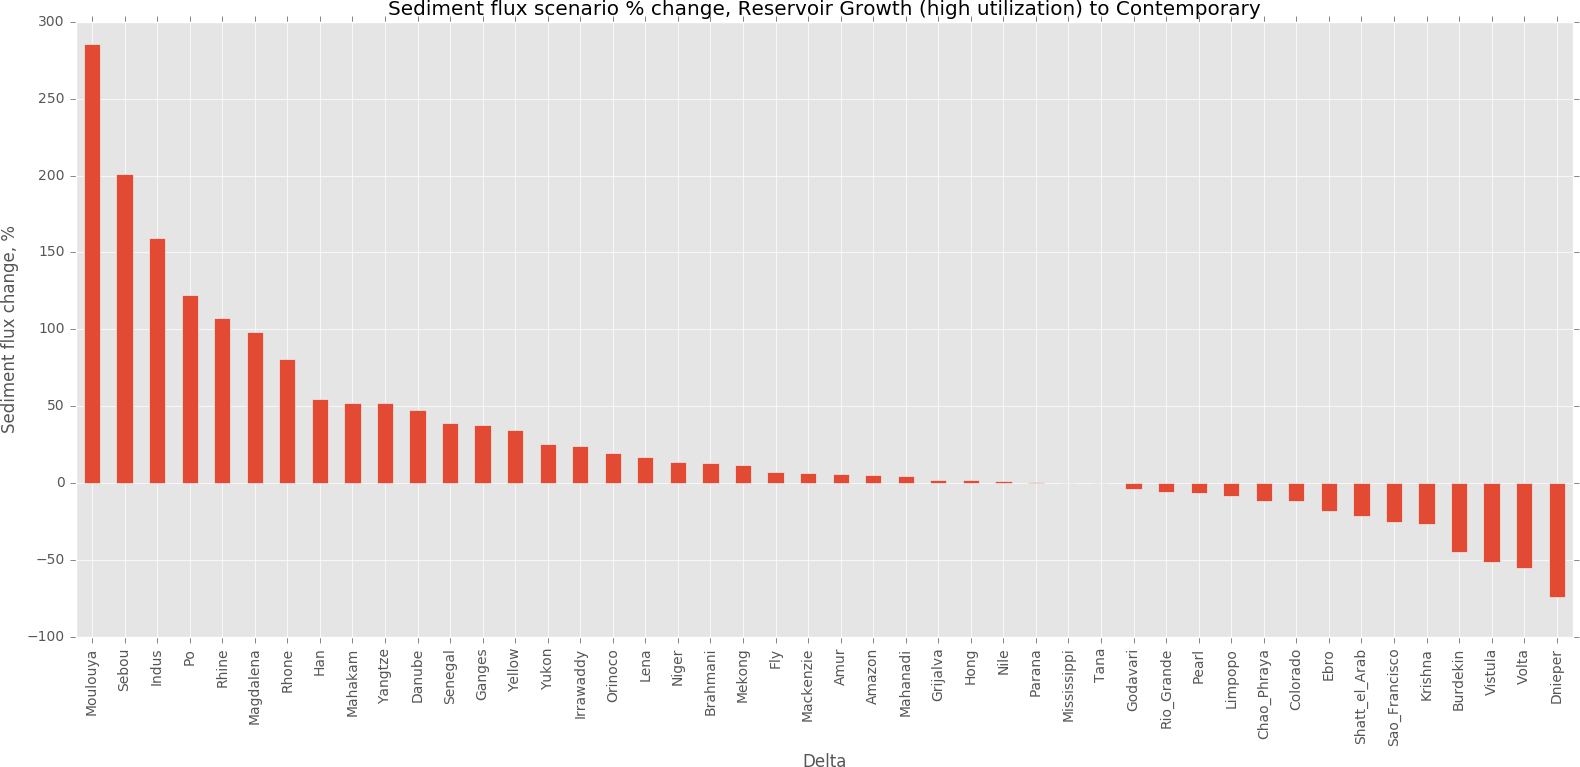 Sediment flux scenario % change, Reservoir Growth (high utilization) to Contemporary
300
250
200
150
100
50
0
−50
−100
Sediment flux change, %
Moulouya
Sebou
Indus
Po
Rhine
Magdalena
Rhone
Han
Mahakam
Yangtze
Danube
Senegal
Ganges
Yellow
Yukon
Irrawaddy
Orinoco
Lena
Niger
Brahmani
Mekong
Fly
Mackenzie
Amur
Amazon
Mahanadi
Grijalva
Hong
Nile
Parana
Mississippi
Tana
Godavari
Rio_Grande
Pearl
Limpopo
Chao_Phraya
Colorado
Ebro
Shatt_el_Arab
Sao_Francisco
Krishna
Burdekin
Vistula
Volta
Dnieper
Delta